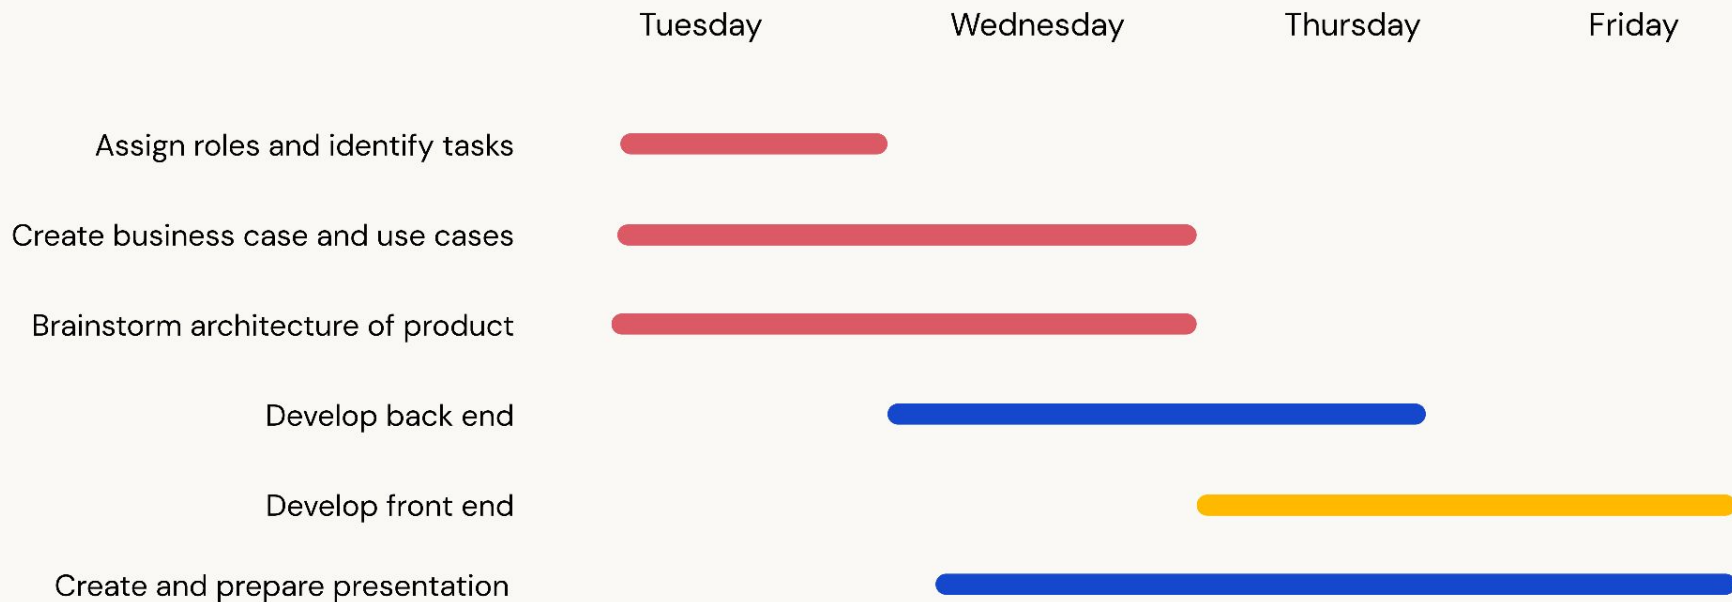 Tuesday Wednesday Thursday Friday
Assign roles and identify tasks
Create business case and use cases
Brainstorm architecture of product
Develop back end
Develop front end
Create and prepare presentation